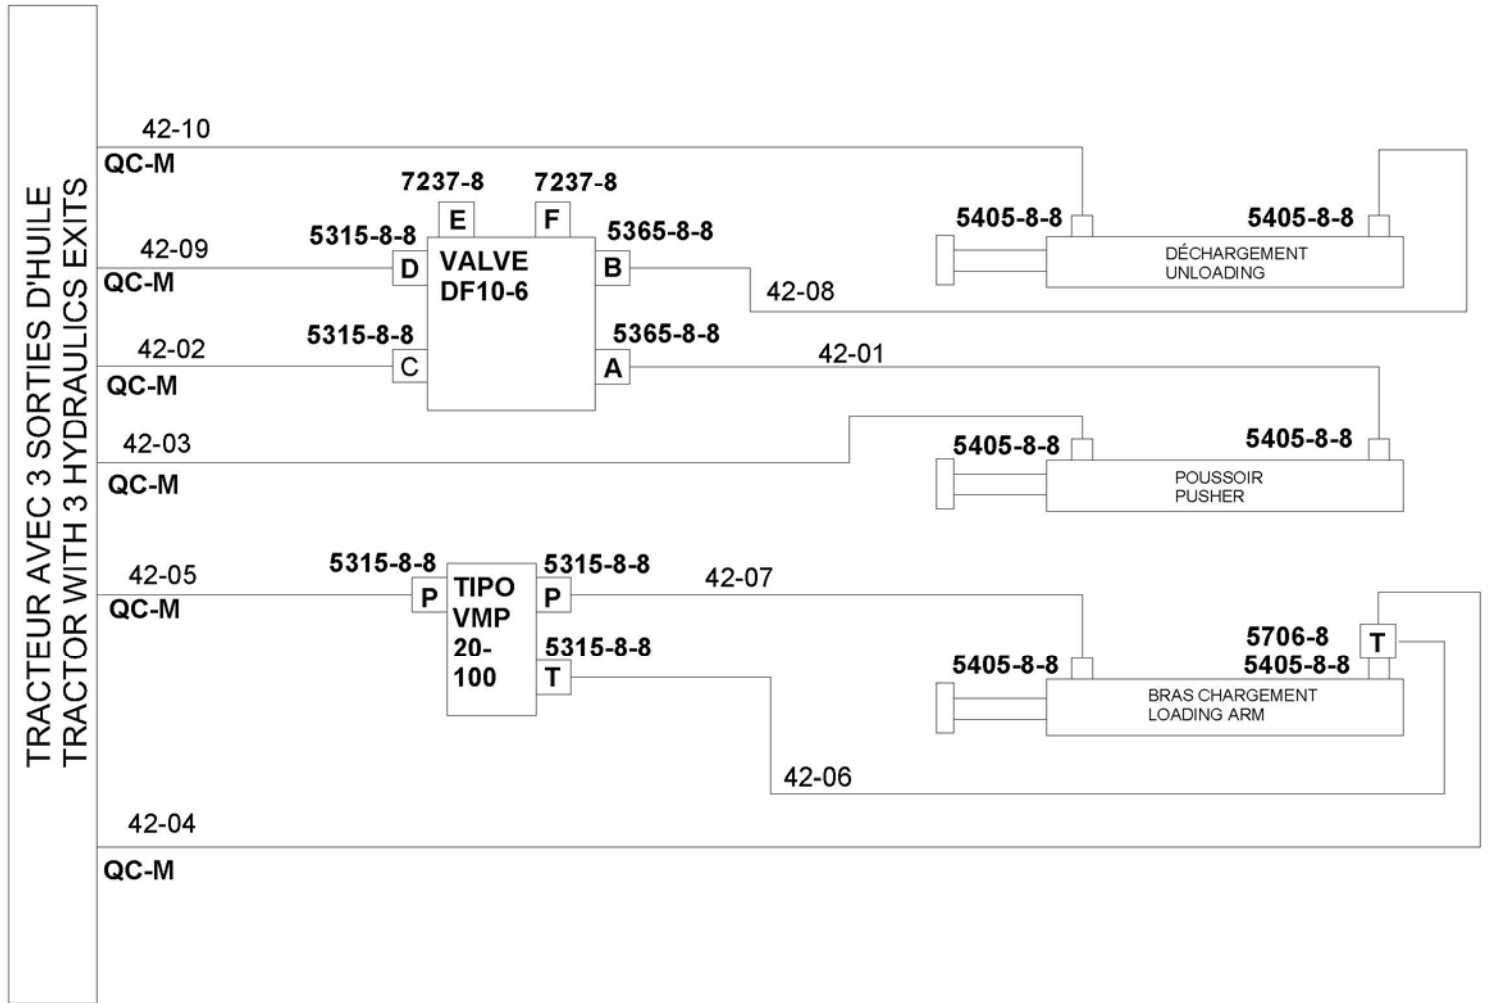 TRACTEUR AVEC 3 SORTIES D'HUILE
TRACTOR WITH 3 HYDRAULICS EXITS
42-10
QC-M
7237-8
7237-8
E
F
5315-8-8
5365-8-8
42-09
QC-M
D
VALVE
DF10-6
B
42-08
5405-8-8
5405-8-8
DÉCHARGEMENT
UNLOADING
5315-8-8
5365-8-8
42-02
QC-M
C
A
42-01
42-03
QC-M
5405-8-8
5405-8-8
POUSSOIR
PUSHER
5315-8-8
5315-8-8
42-05
QC-M
P
TIPO
VMP
20-
100
P
42-07
5315-8-8
T
5706-8
T
5405-8-8
5405-8-8
BRAS CHARGEMENT
LOADING ARM
42-06
42-04
QC-M